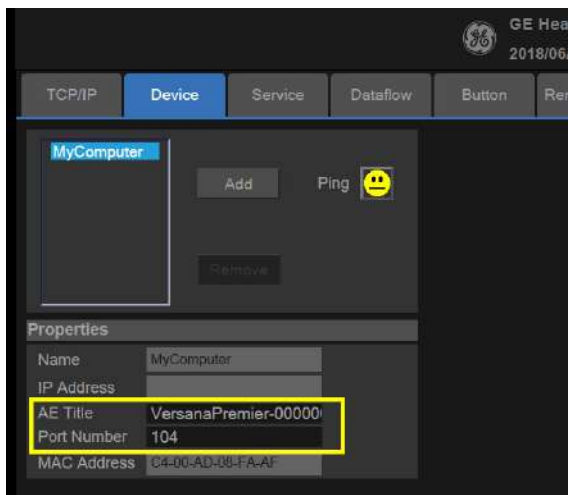 GE Hea
2018/06/
TCP/IP Device Service Dataflow Button Rem
MyComputer
Add Ping
Remove
Properties
Name MyComputer
IP Address
AE Title VersanaPremier-00000
Port Number 104
MAC Address C4-00-AD-08-FA-AF